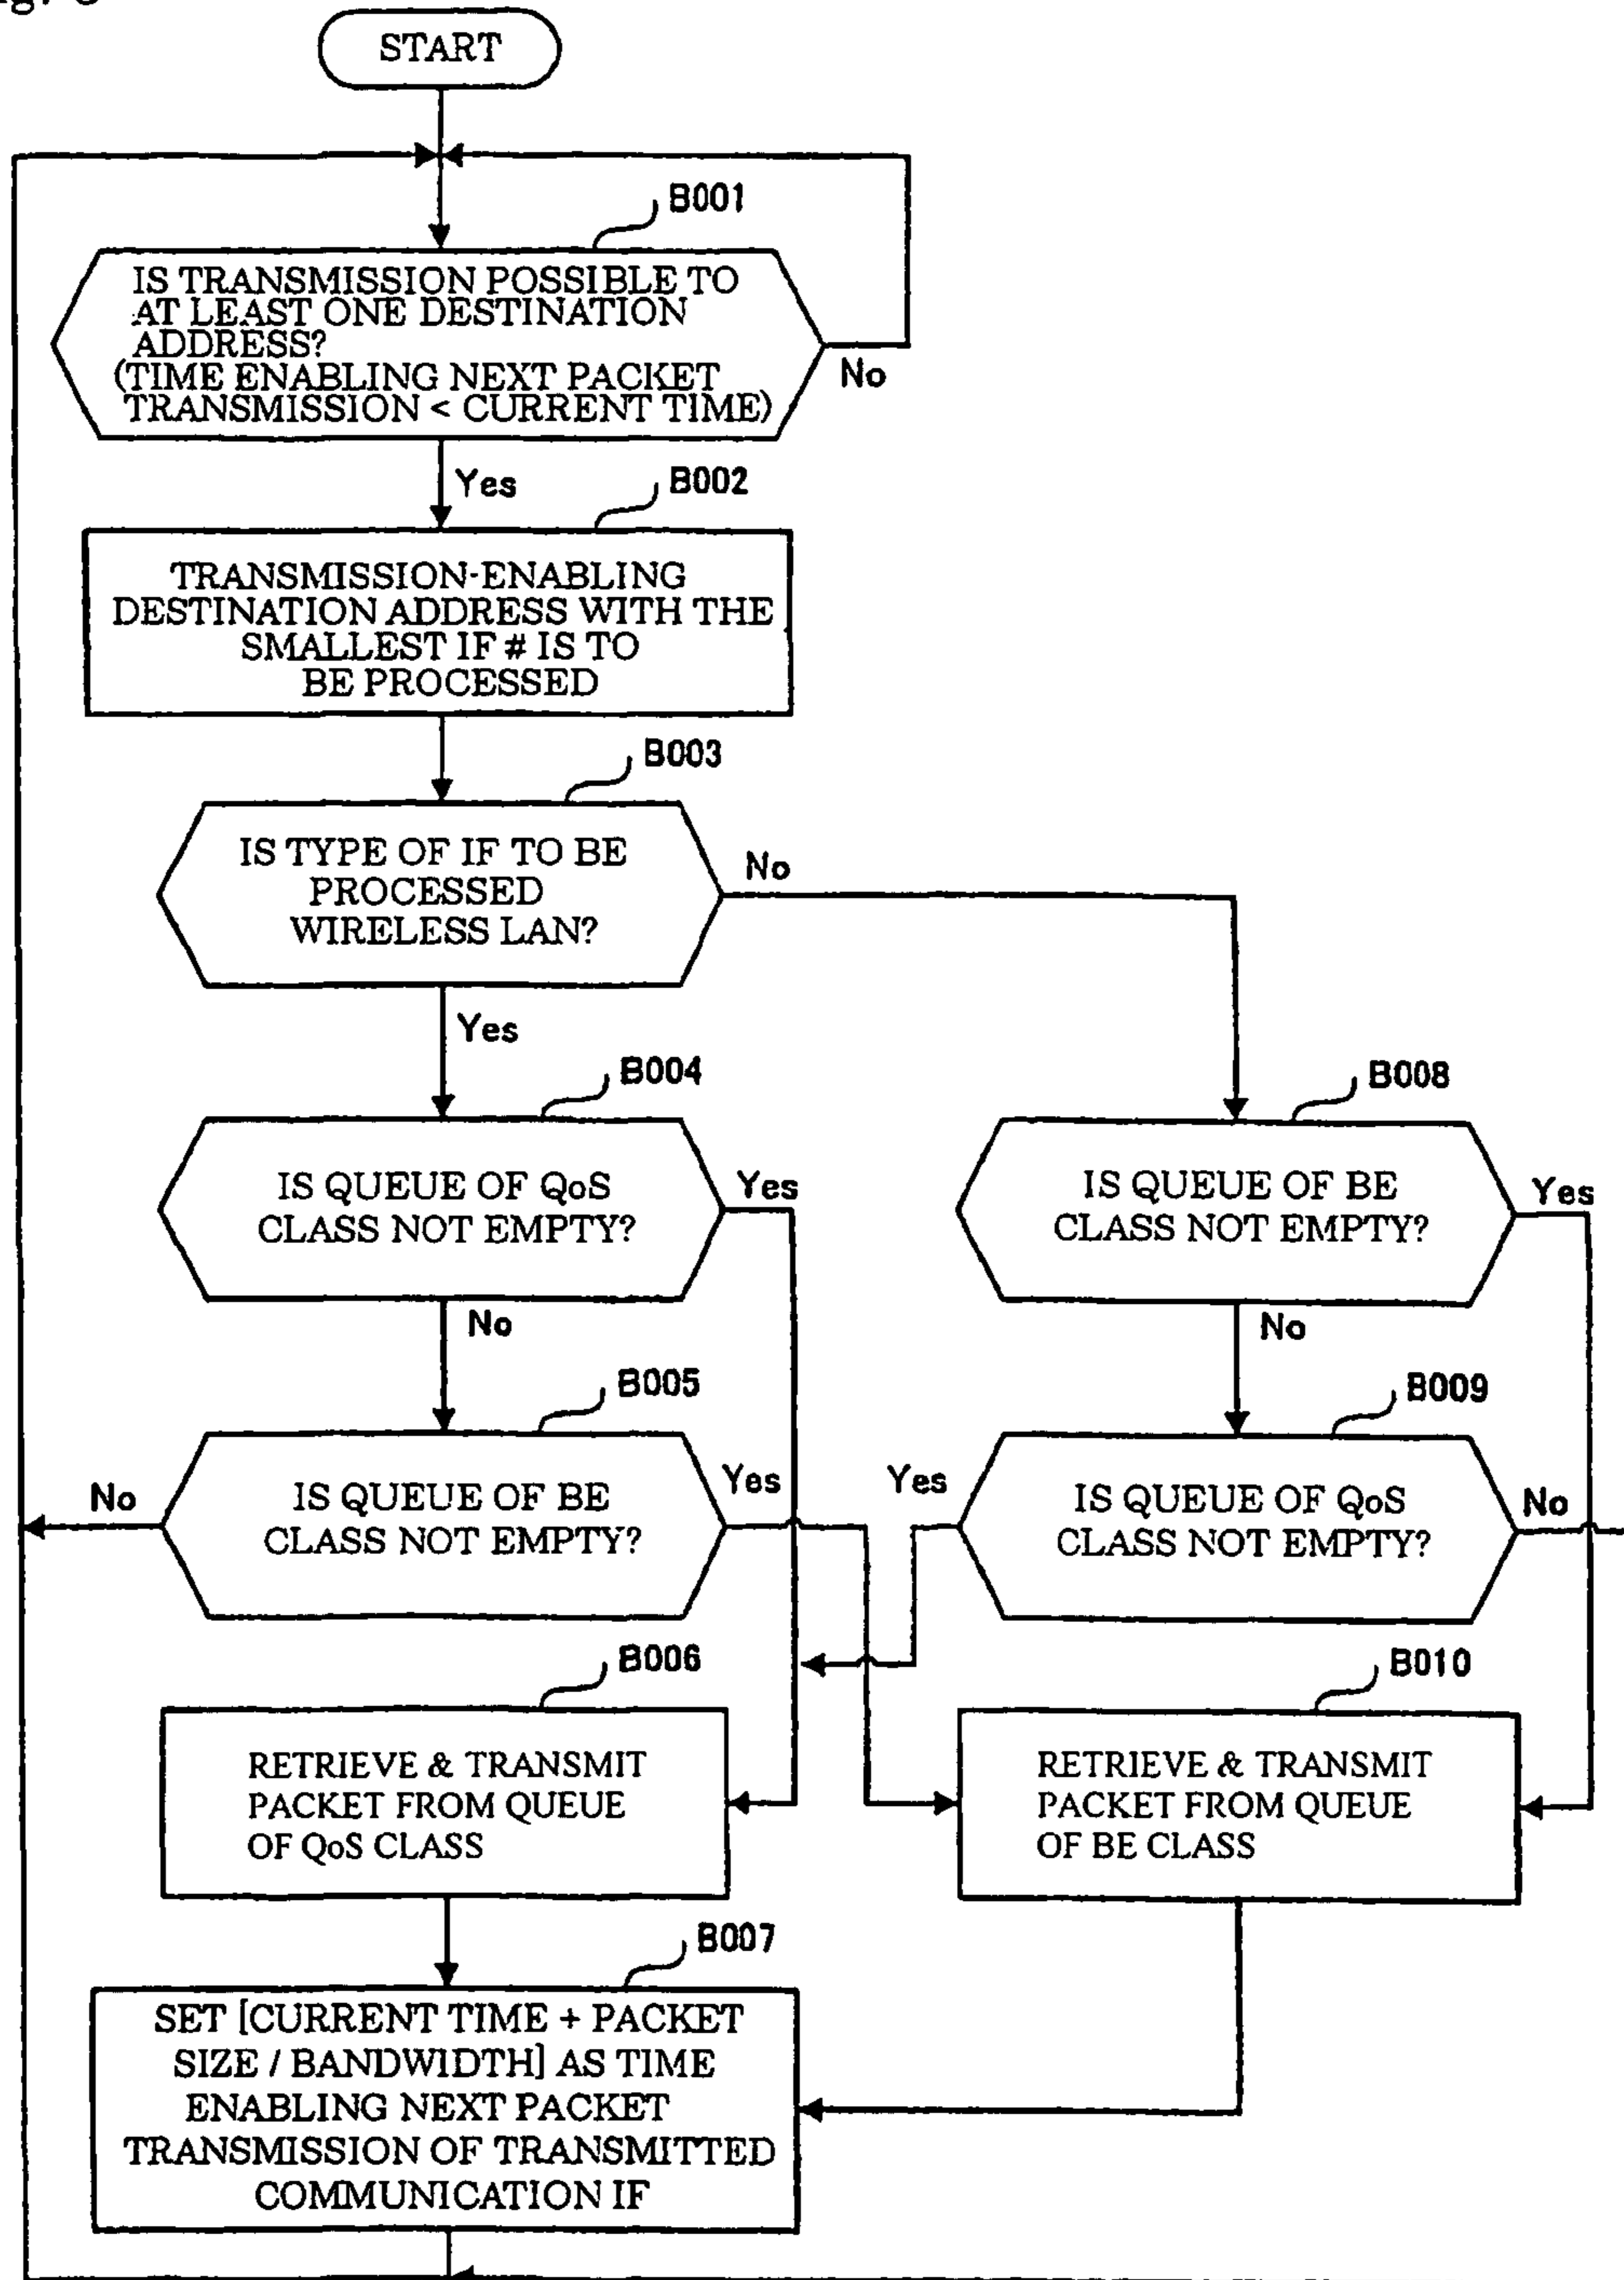 START
B001
IS TRANSMISSION POSSIBLE TO
AT LEAST ONE DESTINATION
ADDRESS?
(TIME ENABLING NEXT PACKET
TRANSMISSION < CURRENT TIME)
No
Yes
B002
TRANSMISSION-ENABLING
DESTINATION ADDRESS WITH THE
SMALLEST IF # IS TO
BE PROCESSED
B003
IS TYPE OF IF TO BE
PROCESSED
WIRELESS LAN?
No
Yes
B004
IS QUEUE OF QoS
CLASS NOT EMPTY?
Yes
No
B008
IS QUEUE OF BE
CLASS NOT EMPTY?
Yes
No
B005
No
IS QUEUE OF BE
CLASS NOT EMPTY?
Yes
B009
Yes
IS QUEUE OF QoS
CLASS NOT EMPTY?
No
B006
RETRIEVE & TRANSMIT
PACKET FROM QUEUE
OF QoS CLASS
B010
RETRIEVE & TRANSMIT
PACKET FROM QUEUE
OF BE CLASS
B007
SET [CURRENT TIME + PACKET
SIZE / BANDWIDTH] AS TIME
ENABLING NEXT PACKET
TRANSMISSION OF TRANSMITTED
COMMUNICATION IF